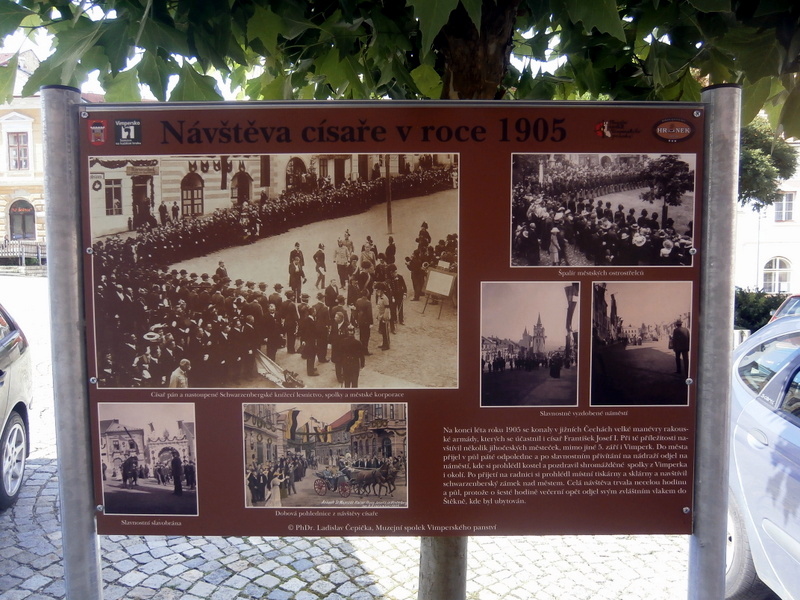 Vimpersko
Návštěva císaře v roce 1905
HRANEK
Špalír městských ostrostřelců
Císař pán a nastoupené Schwarzenbergské knížecí lesnictvo, spolky a městské korporace
Slavnostně vyzdobené náměstí
Slavnostní slavobrána
Dobová pohlednice z návštěvy císaře
Na konci léta roku 1905 se konaly v jižních Čechách velké manévry rakous-
ké armády, kterých se účastnil i císař František Josef I. Při té příležitosti na-
vštívil několik jihočeských městeček, mimo jiné 5. září i Vimperk. Do města
přijel v půl páté odpoledne a po slavnostním přivítání na nádraží odjel na
náměstí, kde si prohlédl kostel a pozdravil shromážděné spolky z Vimperka
i okolí. Po přijetí na radnici si prohlédl místní tiskárny a sklárny a navštívil
schwarzenberský zámek nad městem. Celá návštěva trvala necelou hodinu
a půl, protože o šesté hodině večerní opět odjel svým zvláštním vlakem do
Štěkně, kde byl ubytován.
© PhDr. Ladislav Čepička, Muzejní spolek Vimperského panství